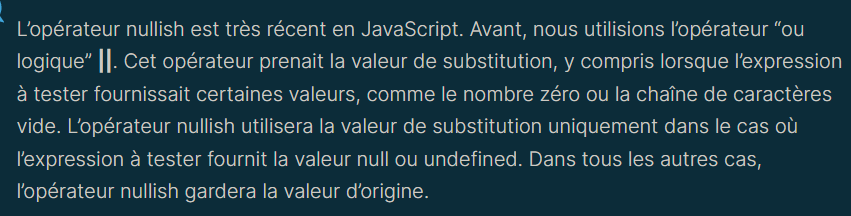 L’opérateur nullish est très récent en JavaScript. Avant, nous utilisions l’opérateur “ou
logique” ||. Cet opérateur prenait la valeur de substitution, y compris lorsque l’expression
à tester fournissait certaines valeurs, comme le nombre zéro ou la chaîne de caractères
vide. L’opérateur nullish utilisera la valeur de substitution uniquement dans le cas où
l’expression à tester fournit la valeur null ou undefined. Dans tous les autres cas,
l’opérateur nullish gardera la valeur d’origine.